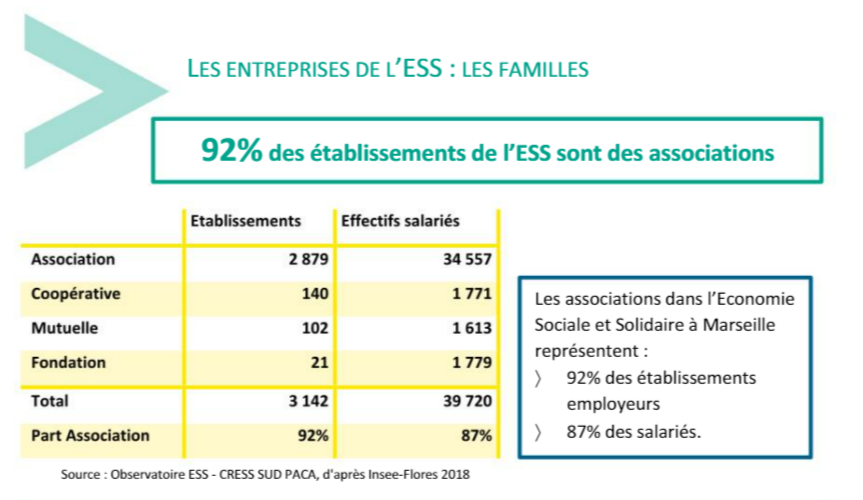 LES ENTREPRISES DE L'ESS : LES FAMILLES
92% des établissements de l'ESS sont des associations
Etablissements Effectifs salariés
Association 2 879 34 557
Coopérative 140 1 771
Mutuelle 102 1 613
Fondation 21 1 779
Total 3 142 39 720
Part Association 92% 87%
Les associations dans l'Economie
Sociale et Solidaire à Marseille
représentent :
〉 92% des établissements
employeurs
〉 87% des salariés.
Source : Observatoire ESS - CRESS SUD PACA, d'après Insee-Flores 2018